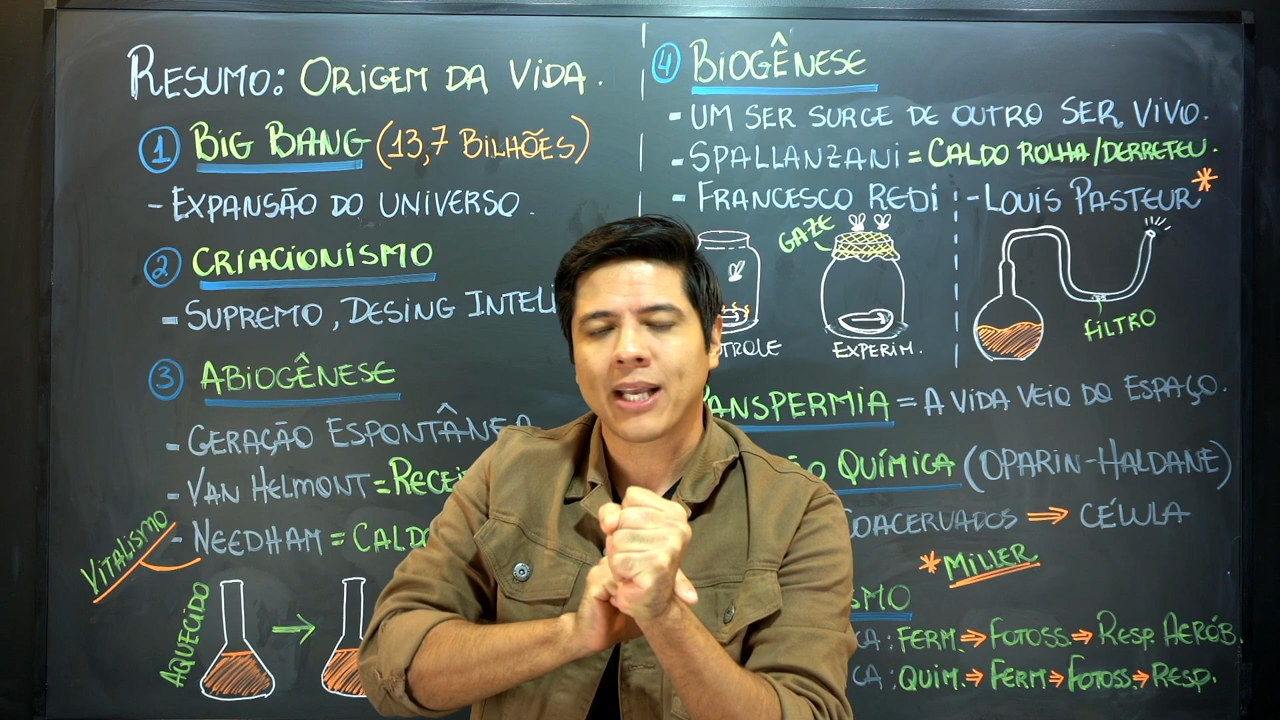 RESUMO: ORIGEM DA VIDA.
1 BIG BANG (13,7 BILHÕES)
- EXPANSÃO DO UNIVERSO.
2 CRIACIONISMO
- SUPREMO, DESING INTELI
3 ABIOGÊNESE
- GERAÇÃO ESPONTÂNEA
- VAN HELMONT = RECEI
- NEEDHAM = CALDO
VITALISMO
AQUECIDO
4 BIOGÊNESE
- UM SER SURGE DE OUTRO SER VIVO.
- SPALLANZANI = CALDO ROLHA/DERRETEU.
- FRANCESCO REDI - LOUIS PASTEUR *
GAZE
FILTRO
TROLE EXPERIM.
ANSPERMIA = A VIDA VEIO DO ESPAÇO.
ÃO QUÍMICA (OPARIN-HALDANE)
COACERVADOS → CÉLULA
* MILLER
SMO
CA: FERM. → FOTOSS → RESP. AERÓB.
CA: QUIM. → FERM → FOTOSS. → RESP.